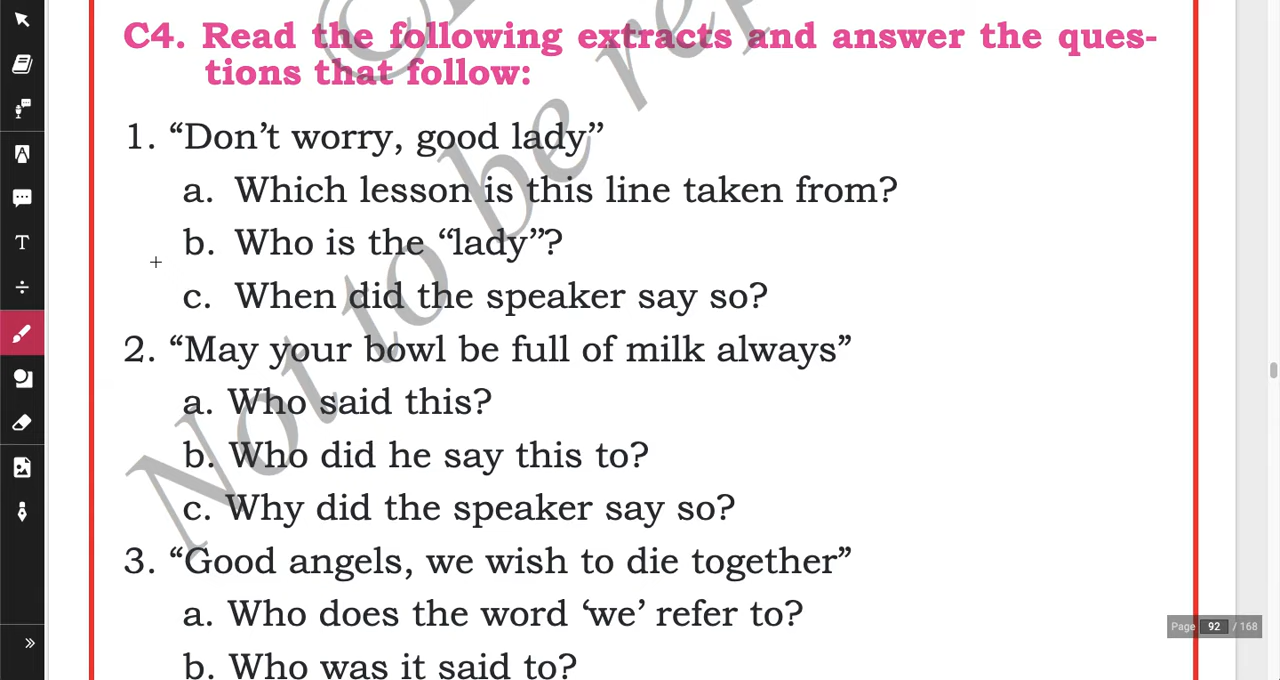 C4. Read the following extracts and answer the ques-
tions that follow:
1. “Don’t worry, good lady”
a. Which lesson is this line taken from?
b. Who is the “lady”?
c. When did the speaker say so?
2. “May your bowl be full of milk always”
a. Who said this?
b. Who did he say this to?
c. Why did the speaker say so?
3. “Good angels, we wish to die together”
a. Who does the word ‘we’ refer to?
b. Who was it said to?
Not to be rep
Page 92 / 168